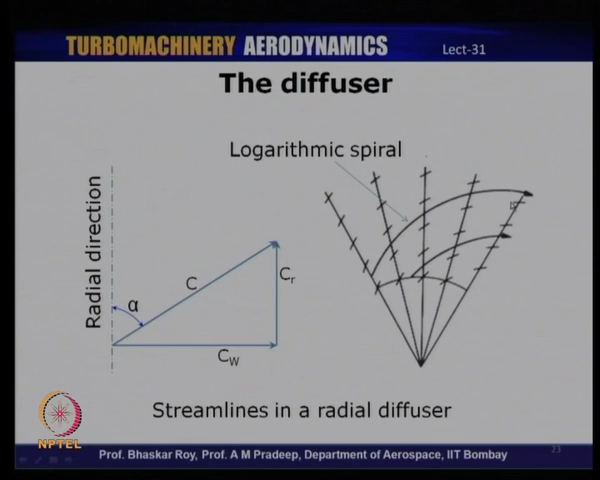 TURBOMACHINERY AERODYNAMICS
Lect-31
The diffuser
Logarithmic spiral
Radial direction
α
C
Cr
Cw
Streamlines in a radial diffuser
NPTEL
Prof. Bhaskar Roy, Prof. A M Pradeep, Department of Aerospace, IIT Bombay
23